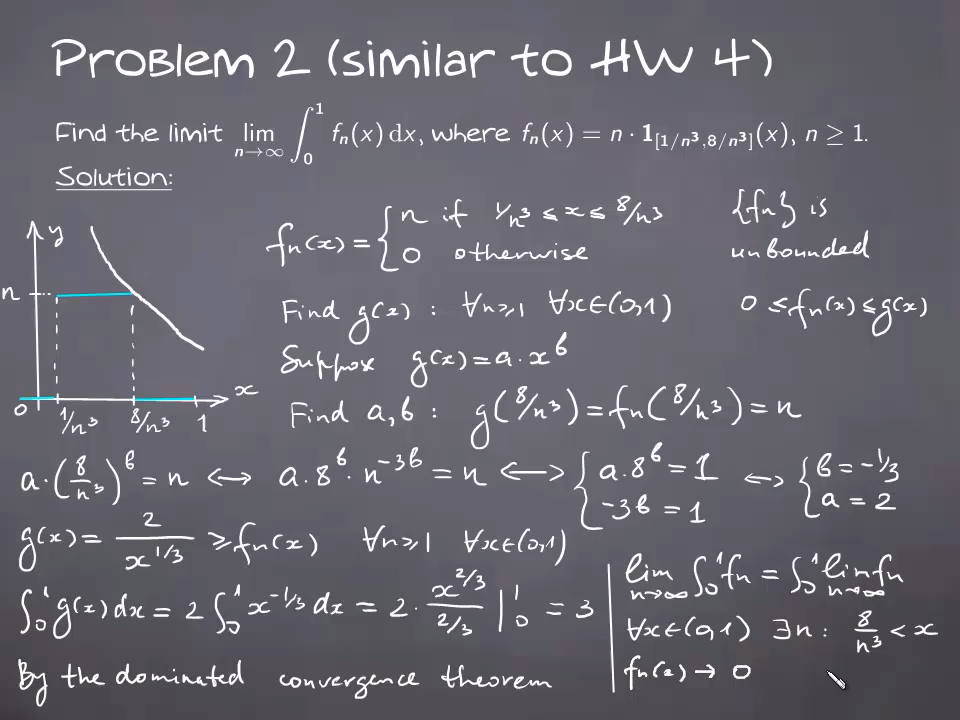 Problem 2 (similar to HW 4)
Find the limit lim_{n→∞} ∫_0^1 f_n(x) dx, where f_n(x) = n · 1_{[1/n³,8/n³]}(x), n ≥ 1.
Solution:
f_n(x) = { n if 1/n³ ≤ x ≤ 8/n³
0 otherwise
{f_n} is
unbounded
y
n
0
1/n³
8/n³
1
x
Find g(x) : ∀n≥1 ∀x∈(0,1) 0 ≤ f_n(x) ≤ g(x)
Suppose g(x) = a · x^b
Find a, b : g(8/n³) = f_n(8/n³) = n
a · (8/n³)^b = n ⟷ a · 8^b · n^{-3b} = n ⟷ { a · 8^b = 1, -3b = 1 ⟷ { b = -1/3, a = 2
g(x) = 2/x^{1/3} ≥ f_n(x) ∀n≥1 ∀x∈(0,1)
∫_0^1 g(x) dx = 2 ∫_0^1 x^{-1/3} dx = 2 · x^{2/3}/(2/3) |_0^1 = 3
By the dominated convergence theorem
lim_{n→∞} ∫_0^1 f_n = ∫_0^1 lim_{n→∞} f_n
∀x∈(0,1) ∃n : 8/n³ < x
f_n(x) → 0